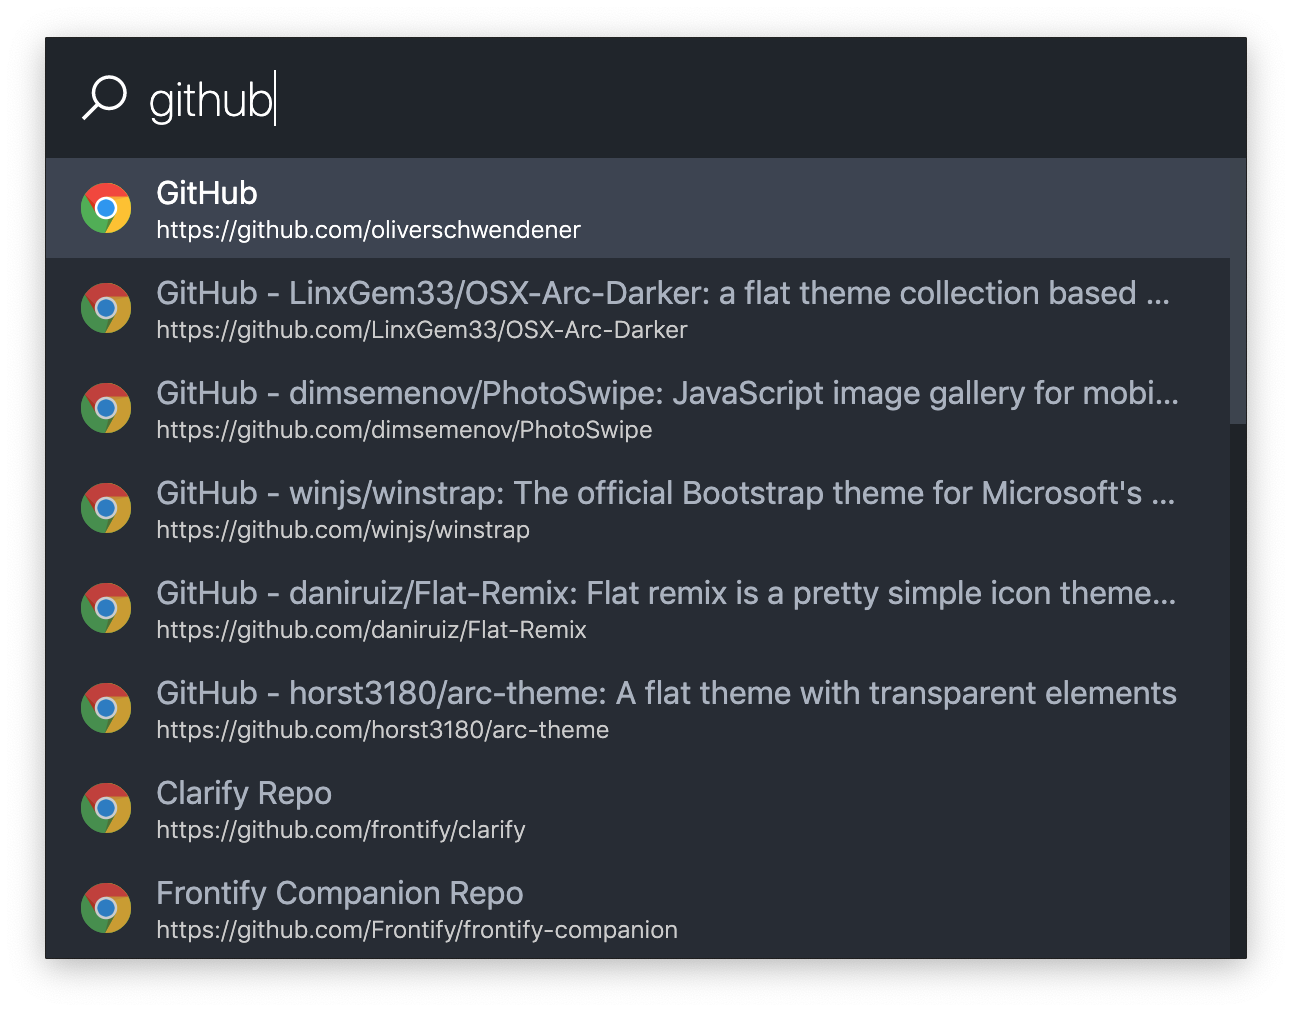 github
GitHub
https://github.com/oliverschwendener
GitHub - LinxGem33/OSX-Arc-Darker: a flat theme collection based ...
https://github.com/LinxGem33/OSX-Arc-Darker
GitHub - dimsemenov/PhotoSwipe: JavaScript image gallery for mobi...
https://github.com/dimsemenov/PhotoSwipe
GitHub - winjs/winstrap: The official Bootstrap theme for Microsoft's ...
https://github.com/winjs/winstrap
GitHub - daniruiz/Flat-Remix: Flat remix is a pretty simple icon theme...
https://github.com/daniruiz/Flat-Remix
GitHub - horst3180/arc-theme: A flat theme with transparent elements
https://github.com/horst3180/arc-theme
Clarify Repo
https://github.com/frontify/clarify
Frontify Companion Repo
https://github.com/Frontify/frontify-companion